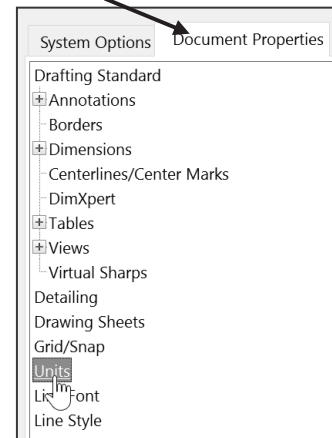 System Options Document Properties
Drafting Standard
Annotations
Borders
Dimensions
Centerlines/Center Marks
DimXpert
Tables
Views
Virtual Sharps
Detailing
Drawing Sheets
Grid/Snap
Units
Font
Line Style